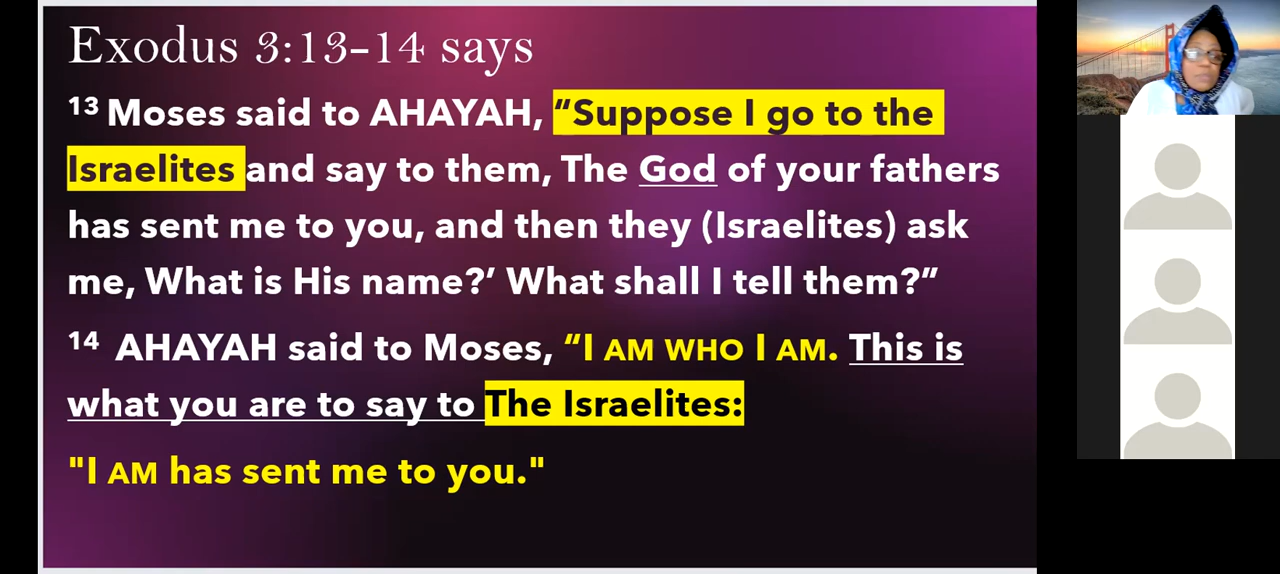 Exodus 3:13-14 says
13 Moses said to AHAYAH, “Suppose I go to the
Israelites and say to them, The God of your fathers
has sent me to you, and then they (Israelites) ask
me, What is His name?’ What shall I tell them?”
14 AHAYAH said to Moses, “I AM WHO I AM. This is
what you are to say to The Israelites:
"I AM has sent me to you."